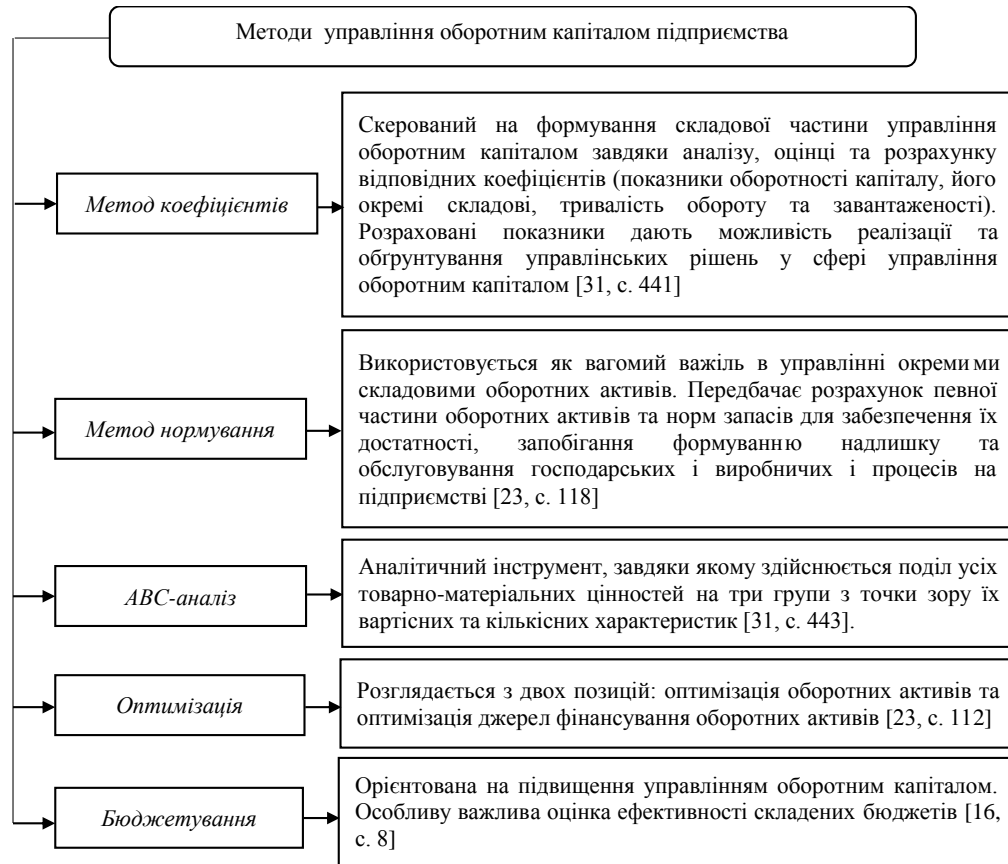 Методи управління оборотним капіталом підприємства
Метод коефіцієнтів
Скерований на формування складової частини управління
оборотним капіталом завдяки аналізу, оцінці та розрахунку
відповідних коефіцієнтів (показники оборотності капіталу, його
окремі складові, тривалість обороту та завантаженості).
Розраховані показники дають можливість реалізації та
обґрунтування управлінських рішень у сфері управління
оборотним капіталом [31, с. 441]
Метод нормування
Використовується як вагомий важіль в управлінні окремими
складовими оборотних активів. Передбачає розрахунок певної
частини оборотних активів та норм запасів для забезпечення їх
достатності, запобігання формуванню надлишку та
обслуговування господарських і виробничих і процесів на
підприємстві [23, с. 118]
АВС-аналіз
Аналітичний інструмент, завдяки якому здійснюється поділ усіх
товарно-матеріальних цінностей на три групи з точки зору їх
вартісних та кількісних характеристик [31, с. 443].
Оптимізація
Розглядається з двох позицій: оптимізація оборотних активів та
оптимізація джерел фінансування оборотних активів [23, с. 112]
Бюджетування
Орієнтована на підвищення управлінням оборотним капіталом.
Особливу важлива оцінка ефективності складених бюджетів [16,
с. 8]